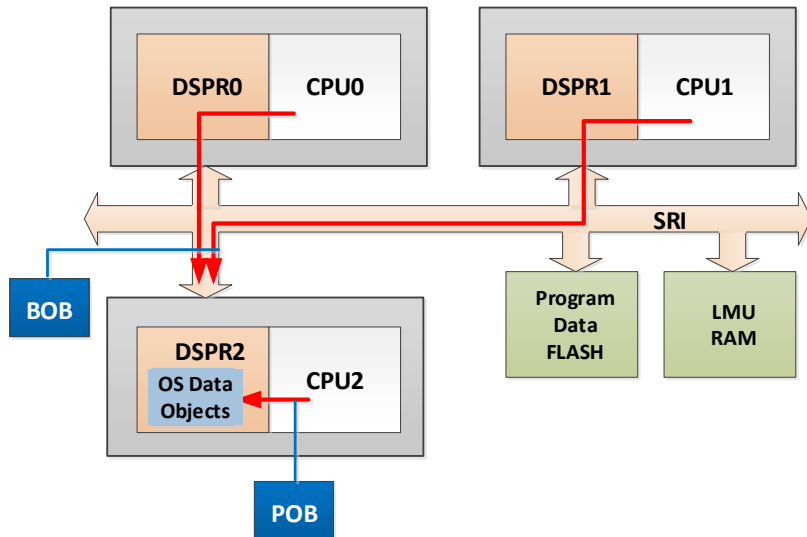 DSPR0
CPU0
DSPR1
CPU1
SRI
BOB
Program
Data
FLASH
LMU
RAM
DSPR2
CPU2
OS Data
Objects
POB